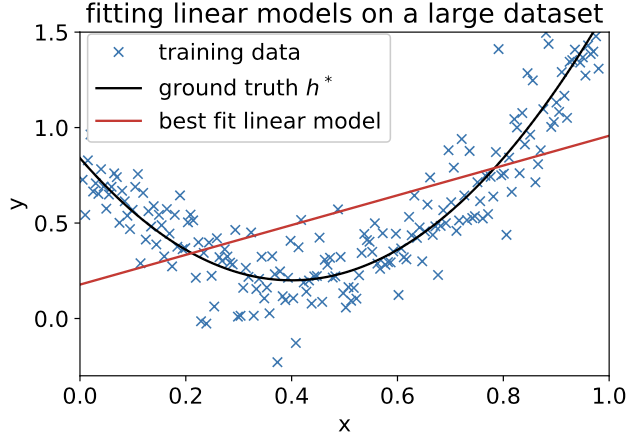 fitting linear models on a large dataset
training data
ground truth h*
best fit linear model
y
1.5
1.0
0.5
0.0
0.0 0.2 0.4 0.6 0.8 1.0
x